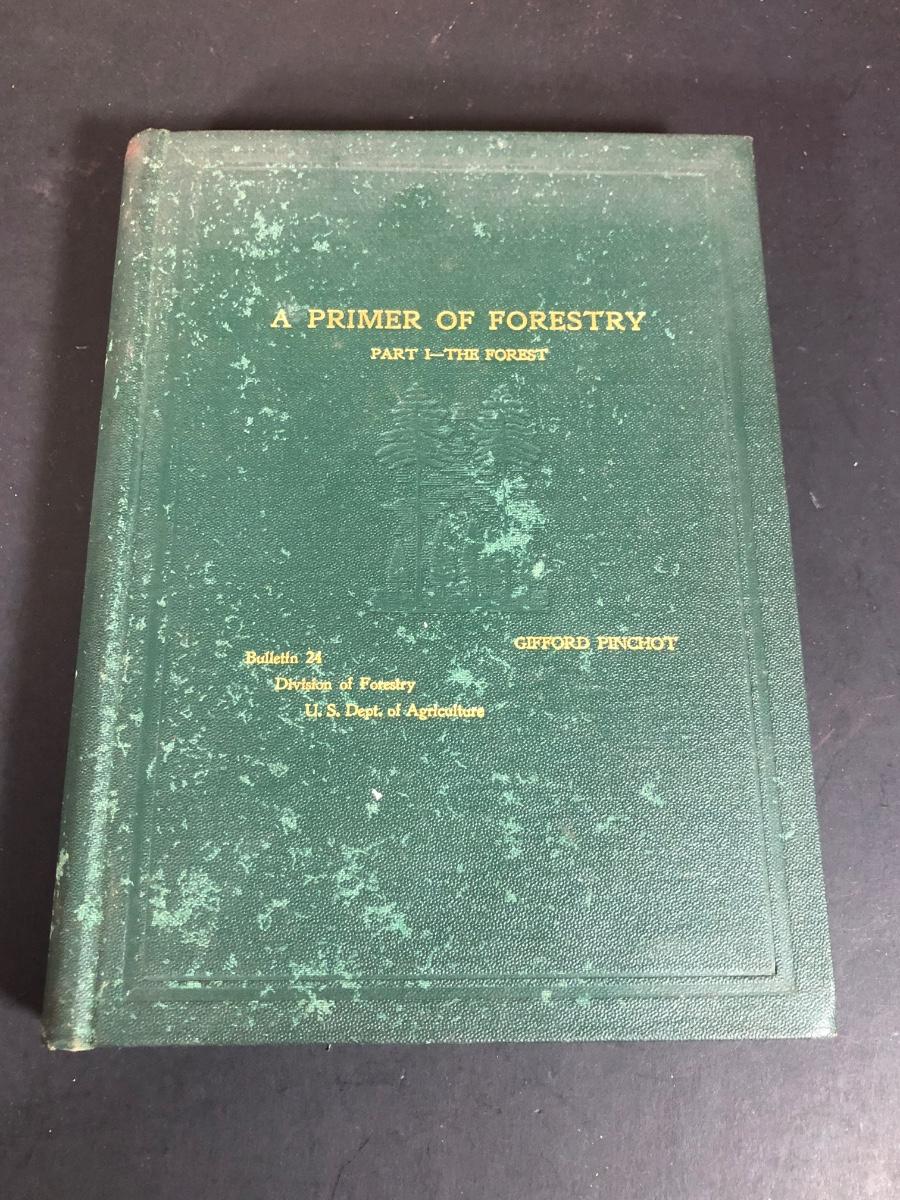 A PRIMER OF FORESTRY
PART I—THE FOREST
GIFFORD PINCHOT
Bulletin 24
Division of Forestry
U. S. Dept. of Agriculture